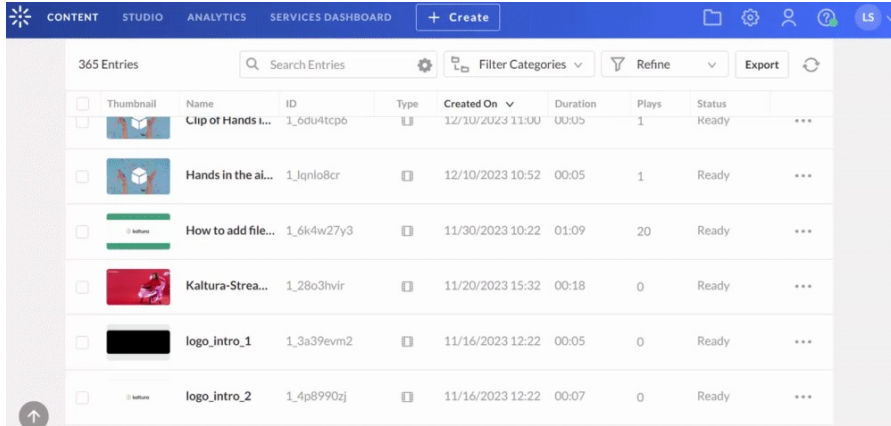 CONTENT STUDIO ANALYTICS SERVICES DASHBOARD + Create LS
365 Entries Search Entries Filter Categories Refine Export
Thumbnail Name ID Type Created On Duration Plays Status
Clip of Hands i... 1_6du4tcp6 12/10/2023 11:00 00:05 1 Ready
Hands in the ai... 1_lqnlo8cr 12/10/2023 10:52 00:05 1 Ready
kaltura How to add file... 1_6k4w27y3 11/30/2023 10:22 01:09 20 Ready
Kaltura-Strea... 1_28o3hvir 11/20/2023 15:32 00:18 0 Ready
logo_intro_1 1_3a39evm2 11/16/2023 12:22 00:05 0 Ready
kaltura logo_intro_2 1_4p8990zj 11/16/2023 12:22 00:07 0 Ready